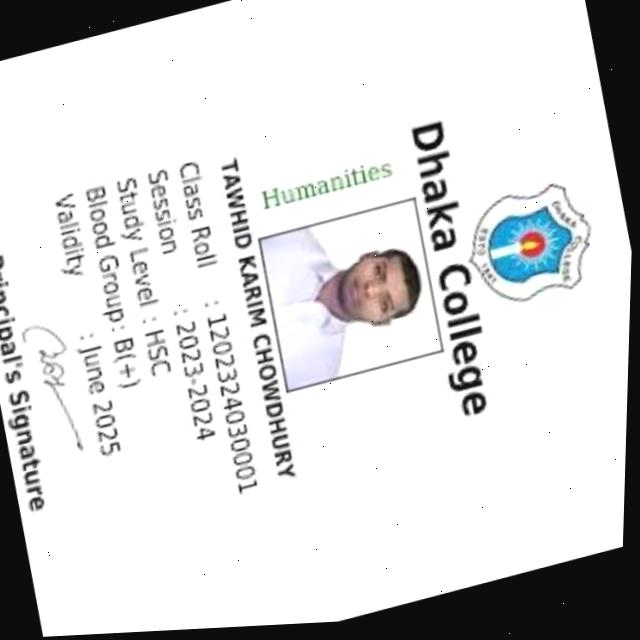 Dhaka College
Humanities
TAWHID KARIM CHOWDHURY
Class Roll : 1202324030001
Session : 2023-2024
Study Level : HSC
Blood Group : B(+)
Validity : June 2025
Principal's Signature